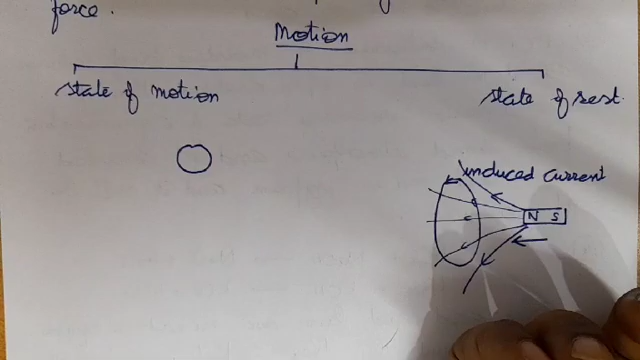 force.
Motion
state of motion
state of rest.
induced current
N S